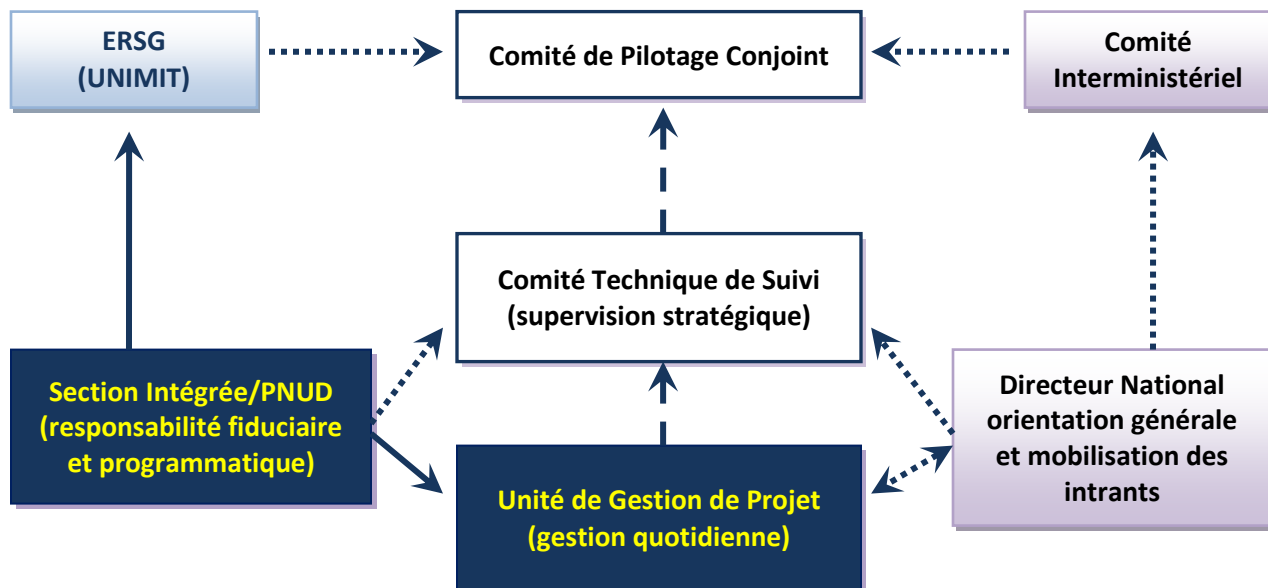 ERSG
(UNIMIT)
Comité de Pilotage Conjoint
Comité
Interministériel
Comité Technique de Suivi
(supervision stratégique)
Section Intégrée/PNUD
(responsabilité fiduciaire
et programmatique)
Unité de Gestion de Projet
(gestion quotidienne)
Directeur National
orientation générale
et mobilisation des
intrants